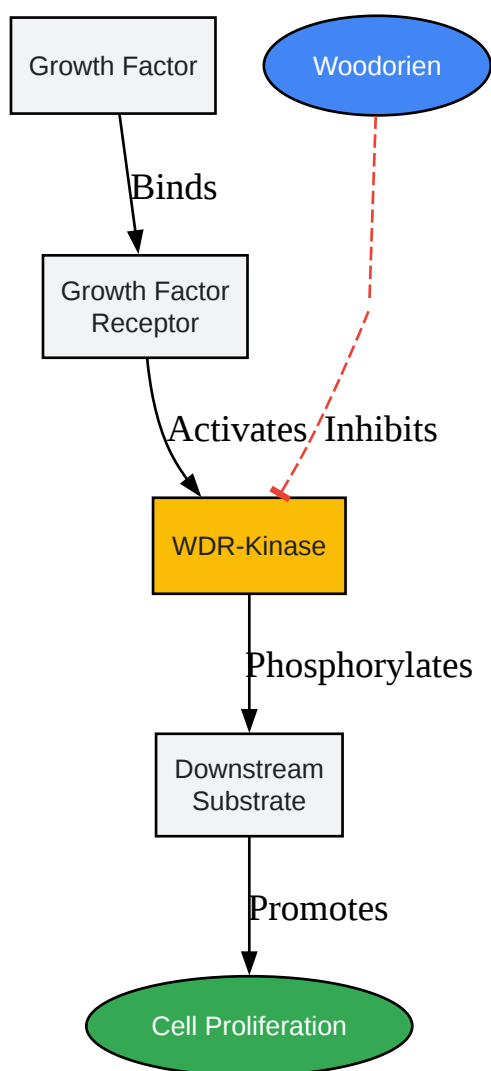 Growth Factor
Woodorien
Binds
Growth Factor
Receptor
Activates
Inhibits
WDR-Kinase
Phosphorylates
Downstream
Substrate
Promotes
Cell Proliferation